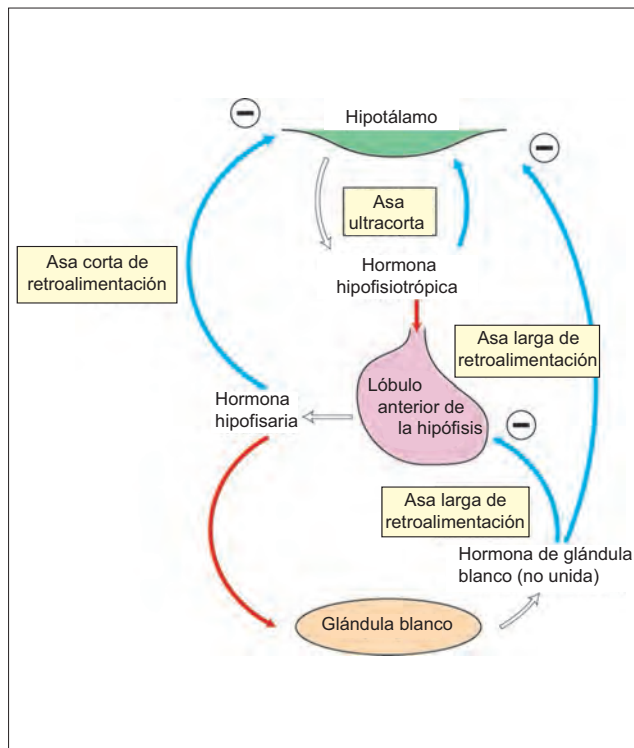 −
Hipotálamo
−
Asa
ultracorta
Asa corta de
retroalimentación
Hormona
hipofisiotrópica
Asa larga de
retroalimentación
Lóbulo
anterior de
la hipófisis
Hormona
hipofisaria
−
Asa larga de
retroalimentación
Hormona de glándula
blanco (no unida)
Glándula blanco